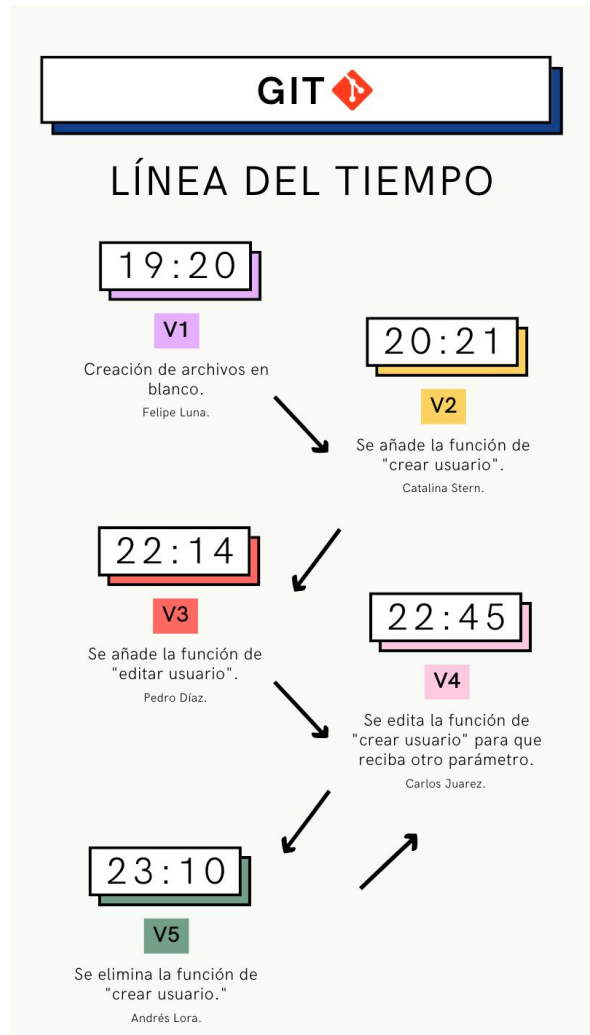 GIT
LÍNEA DEL TIEMPO
19:20
V1
Creación de archivos en
blanco.
Felipe Luna.
20:21
V2
Se añade la función de
"crear usuario".
Catalina Stern.
22:14
V3
Se añade la función de
"editar usuario".
Pedro Díaz.
22:45
V4
Se edita la función de
"crear usuario" para que
reciba otro parámetro.
Carlos Juarez.
23:10
V5
Se elimina la función de
"crear usuario."
Andrés Lora.